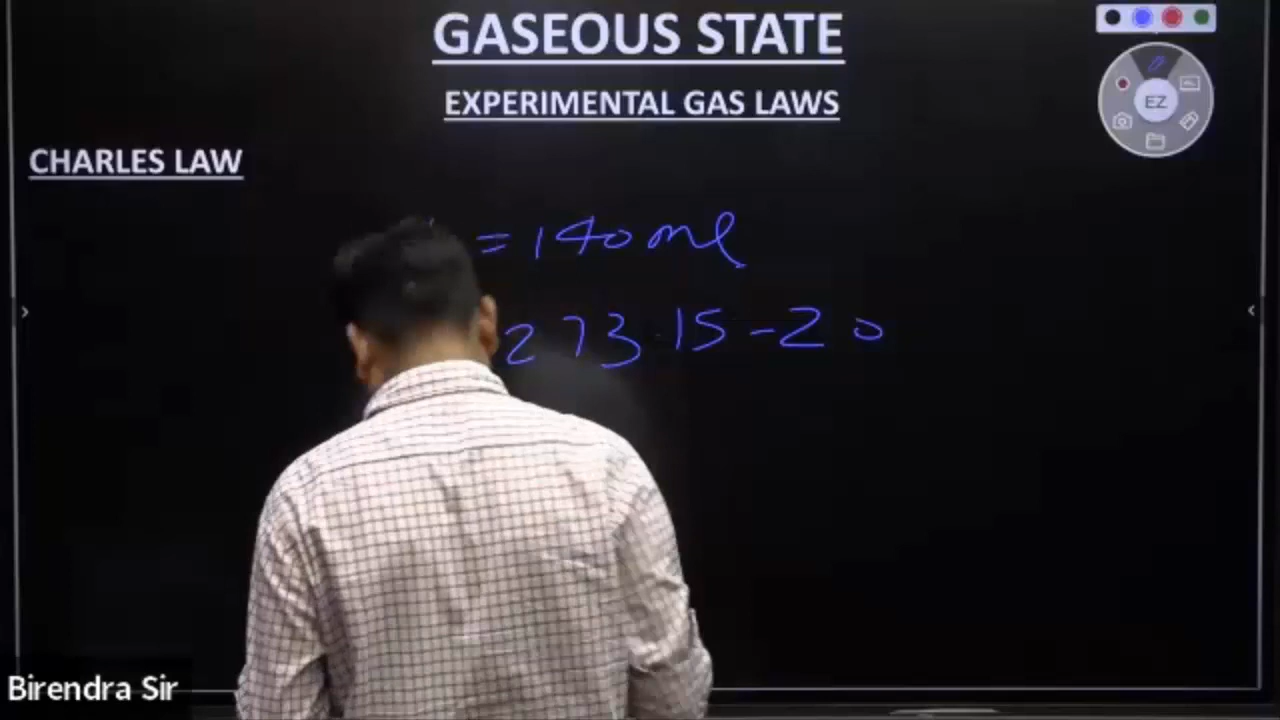 GASEOUS STATE
EXPERIMENTAL GAS LAWS
EZ
CHARLES LAW
= 140 ml
273.15 - 20
Birendra Sir